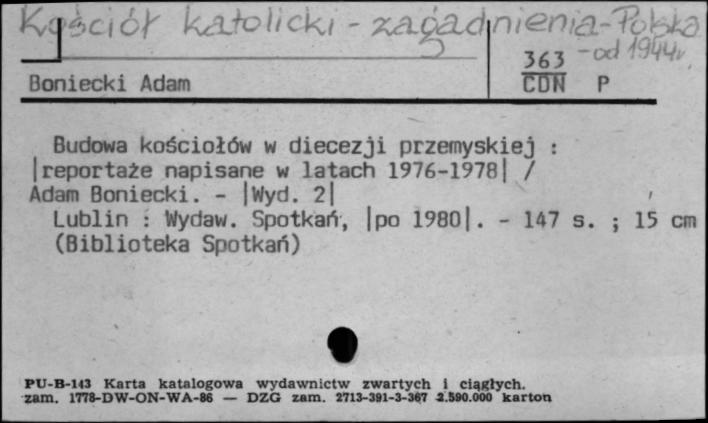 Kościół katolicki - zagadnienia - Polska
- od 1944r.
363
CDN P
Boniecki Adam
Budowa kościołów w diecezji przemyskiej :
|reportaże napisane w latach 1976-1978| /
Adam Boniecki. - |Wyd. 2|
Lublin : Wydaw. Spotkań, |po 1980|. - 147 s. ; 15 cm
(Biblioteka Spotkań)
PU-B-143 Karta katalogowa wydawnictw zwartych i ciągłych.
zam. 1778-DW-ON-WA-86 — DZG zam. 2713-391-3-367 2.590.000 karton